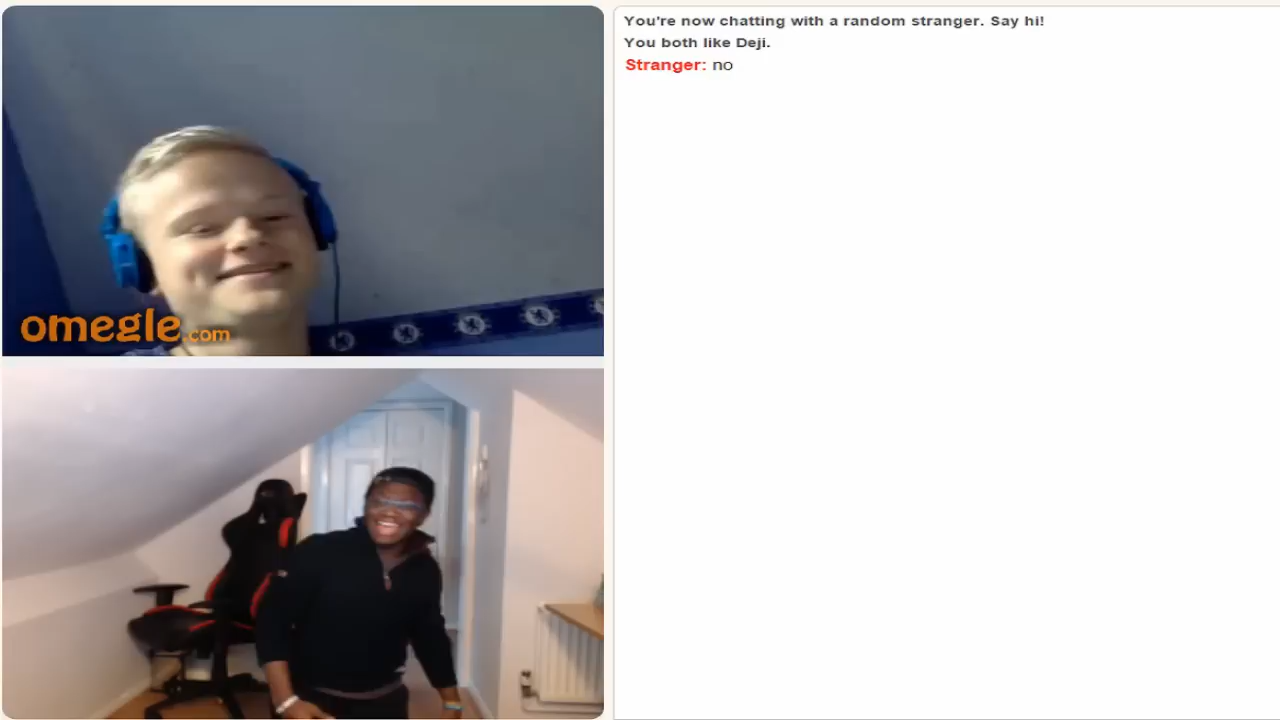 You're now chatting with a random stranger. Say hi!
You both like Deji.
Stranger: no
omegle.com